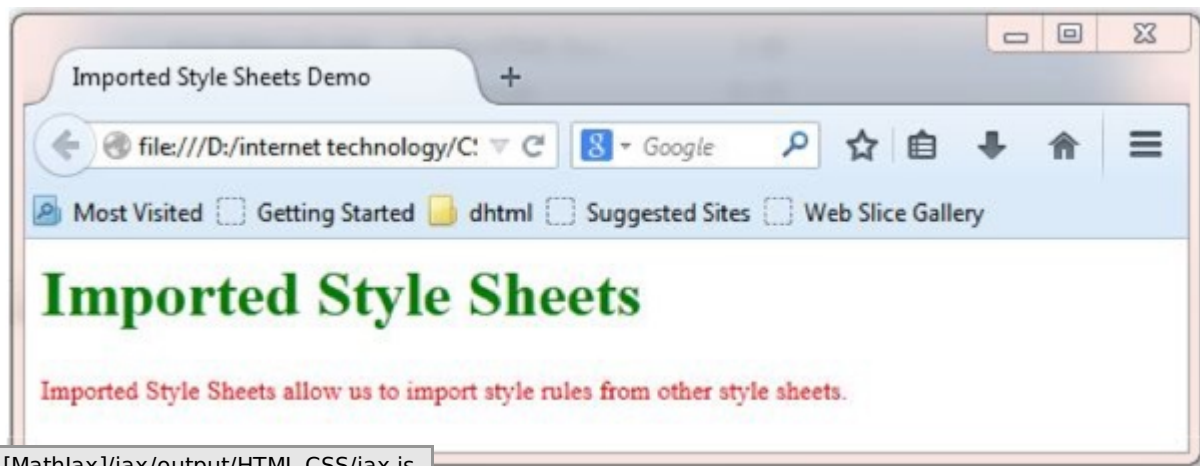 Imported Style Sheets Demo
file:///D:/internet technology/C
Google
Most Visited Getting Started dhtml Suggested Sites Web Slice Gallery
Imported Style Sheets
Imported Style Sheets allow us to import style rules from other style sheets.
[MathJax]/jax/output/HTML-CSS/jax.js